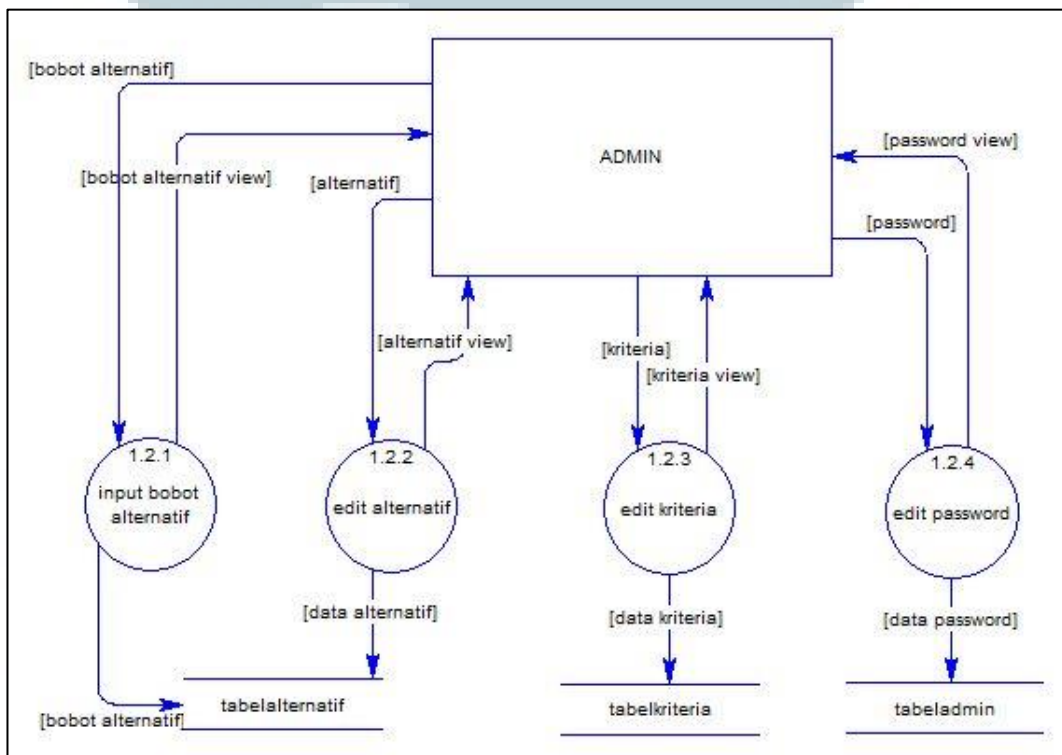 [bobot alternatif]
ADMIN
[password view]
[bobot alternatif view]
[alternatif]
[password]
[alternatif view]
[kriteria]
[kriteria view]
1.2.1
input bobot
alternatif
1.2.2
edit alternatif
1.2.3
edit kriteria
1.2.4
edit password
[data alternatif]
[data kriteria]
[data password]
[bobot alternatif]
tabelalternatif
tabelkriteria
tabeladmin